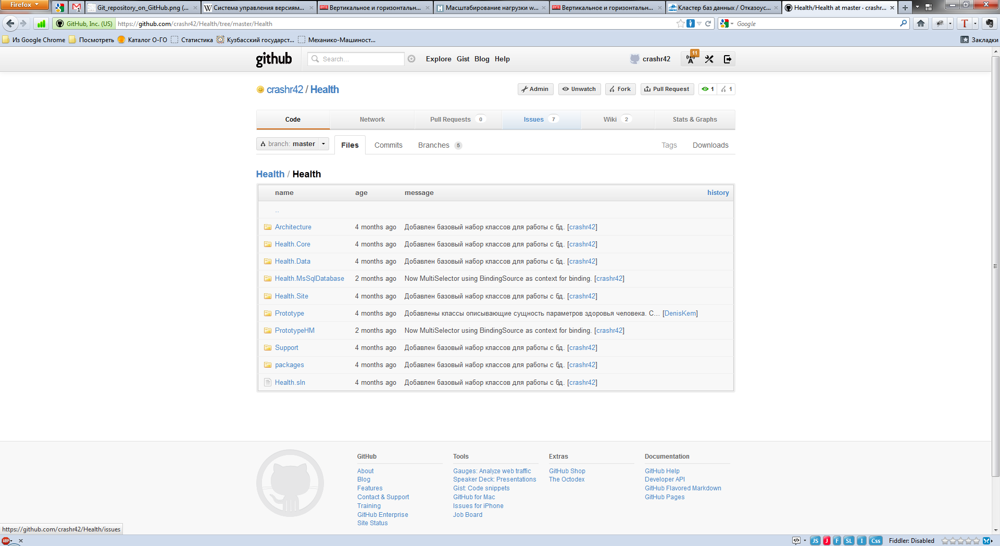 Firefox
Git_repository_on_GitHub.png (...
Система управления версиям...
Вертикальное и горизонтальн...
Масштабирование нагрузки w...
Вертикальное и горизонтальн...
Кластер баз данных / Отказоус...
Health/Health at master · crashr...
GitHub, Inc. (US) https://github.com/crashr42/Health/tree/master/Health
Google
Из Google Chrome Посмотреть Каталог О-ГО Статистика Кузбасский государст... Механико-Машиност... Закладки
github Search... Explore Gist Blog Help crashr42 11
crashr42 / Health Admin Unwatch Fork Pull Request 1 1
Code Network Pull Requests 0 Issues 7 Wiki 2 Stats & Graphs
branch: master Files Commits Branches 5 Tags Downloads
Health / Health
name age message history
..
Architecture 4 months ago Добавлен базовый набор классов для работы с бд. [crashr42]
Health.Core 4 months ago Добавлен базовый набор классов для работы с бд. [crashr42]
Health.Data 4 months ago Добавлен базовый набор классов для работы с бд. [crashr42]
Health.MsSqlDatabase 2 months ago Now MultiSelector using BindingSource as context for binding. [crashr42]
Health.Site 4 months ago Добавлен базовый набор классов для работы с бд. [crashr42]
Prototype 4 months ago Добавлены классы описывающие сущность параметров здоровья человека. С... [DenisKem]
PrototypeHM 2 months ago Now MultiSelector using BindingSource as context for binding. [crashr42]
Support 4 months ago Добавлен базовый набор классов для работы с бд. [crashr42]
packages 4 months ago Добавлен базовый набор классов для работы с бд. [crashr42]
Health.sln 4 months ago Добавлен базовый набор классов для работы с бд. [crashr42]
GitHub
About
Blog
Features
Contact & Support
Training
GitHub Enterprise
Site Status
Tools
Gauges: Analyze web traffic
Speaker Deck: Presentations
Gist: Code snippets
GitHub for Mac
Issues for iPhone
Job Board
Extras
GitHub Shop
The Octodex
Documentation
GitHub Help
Developer API
GitHub Flavored Markdown
GitHub Pages
https://github.com/crashr42/Health/issues
ABP JS J F SL I Css Fiddler: Disabled